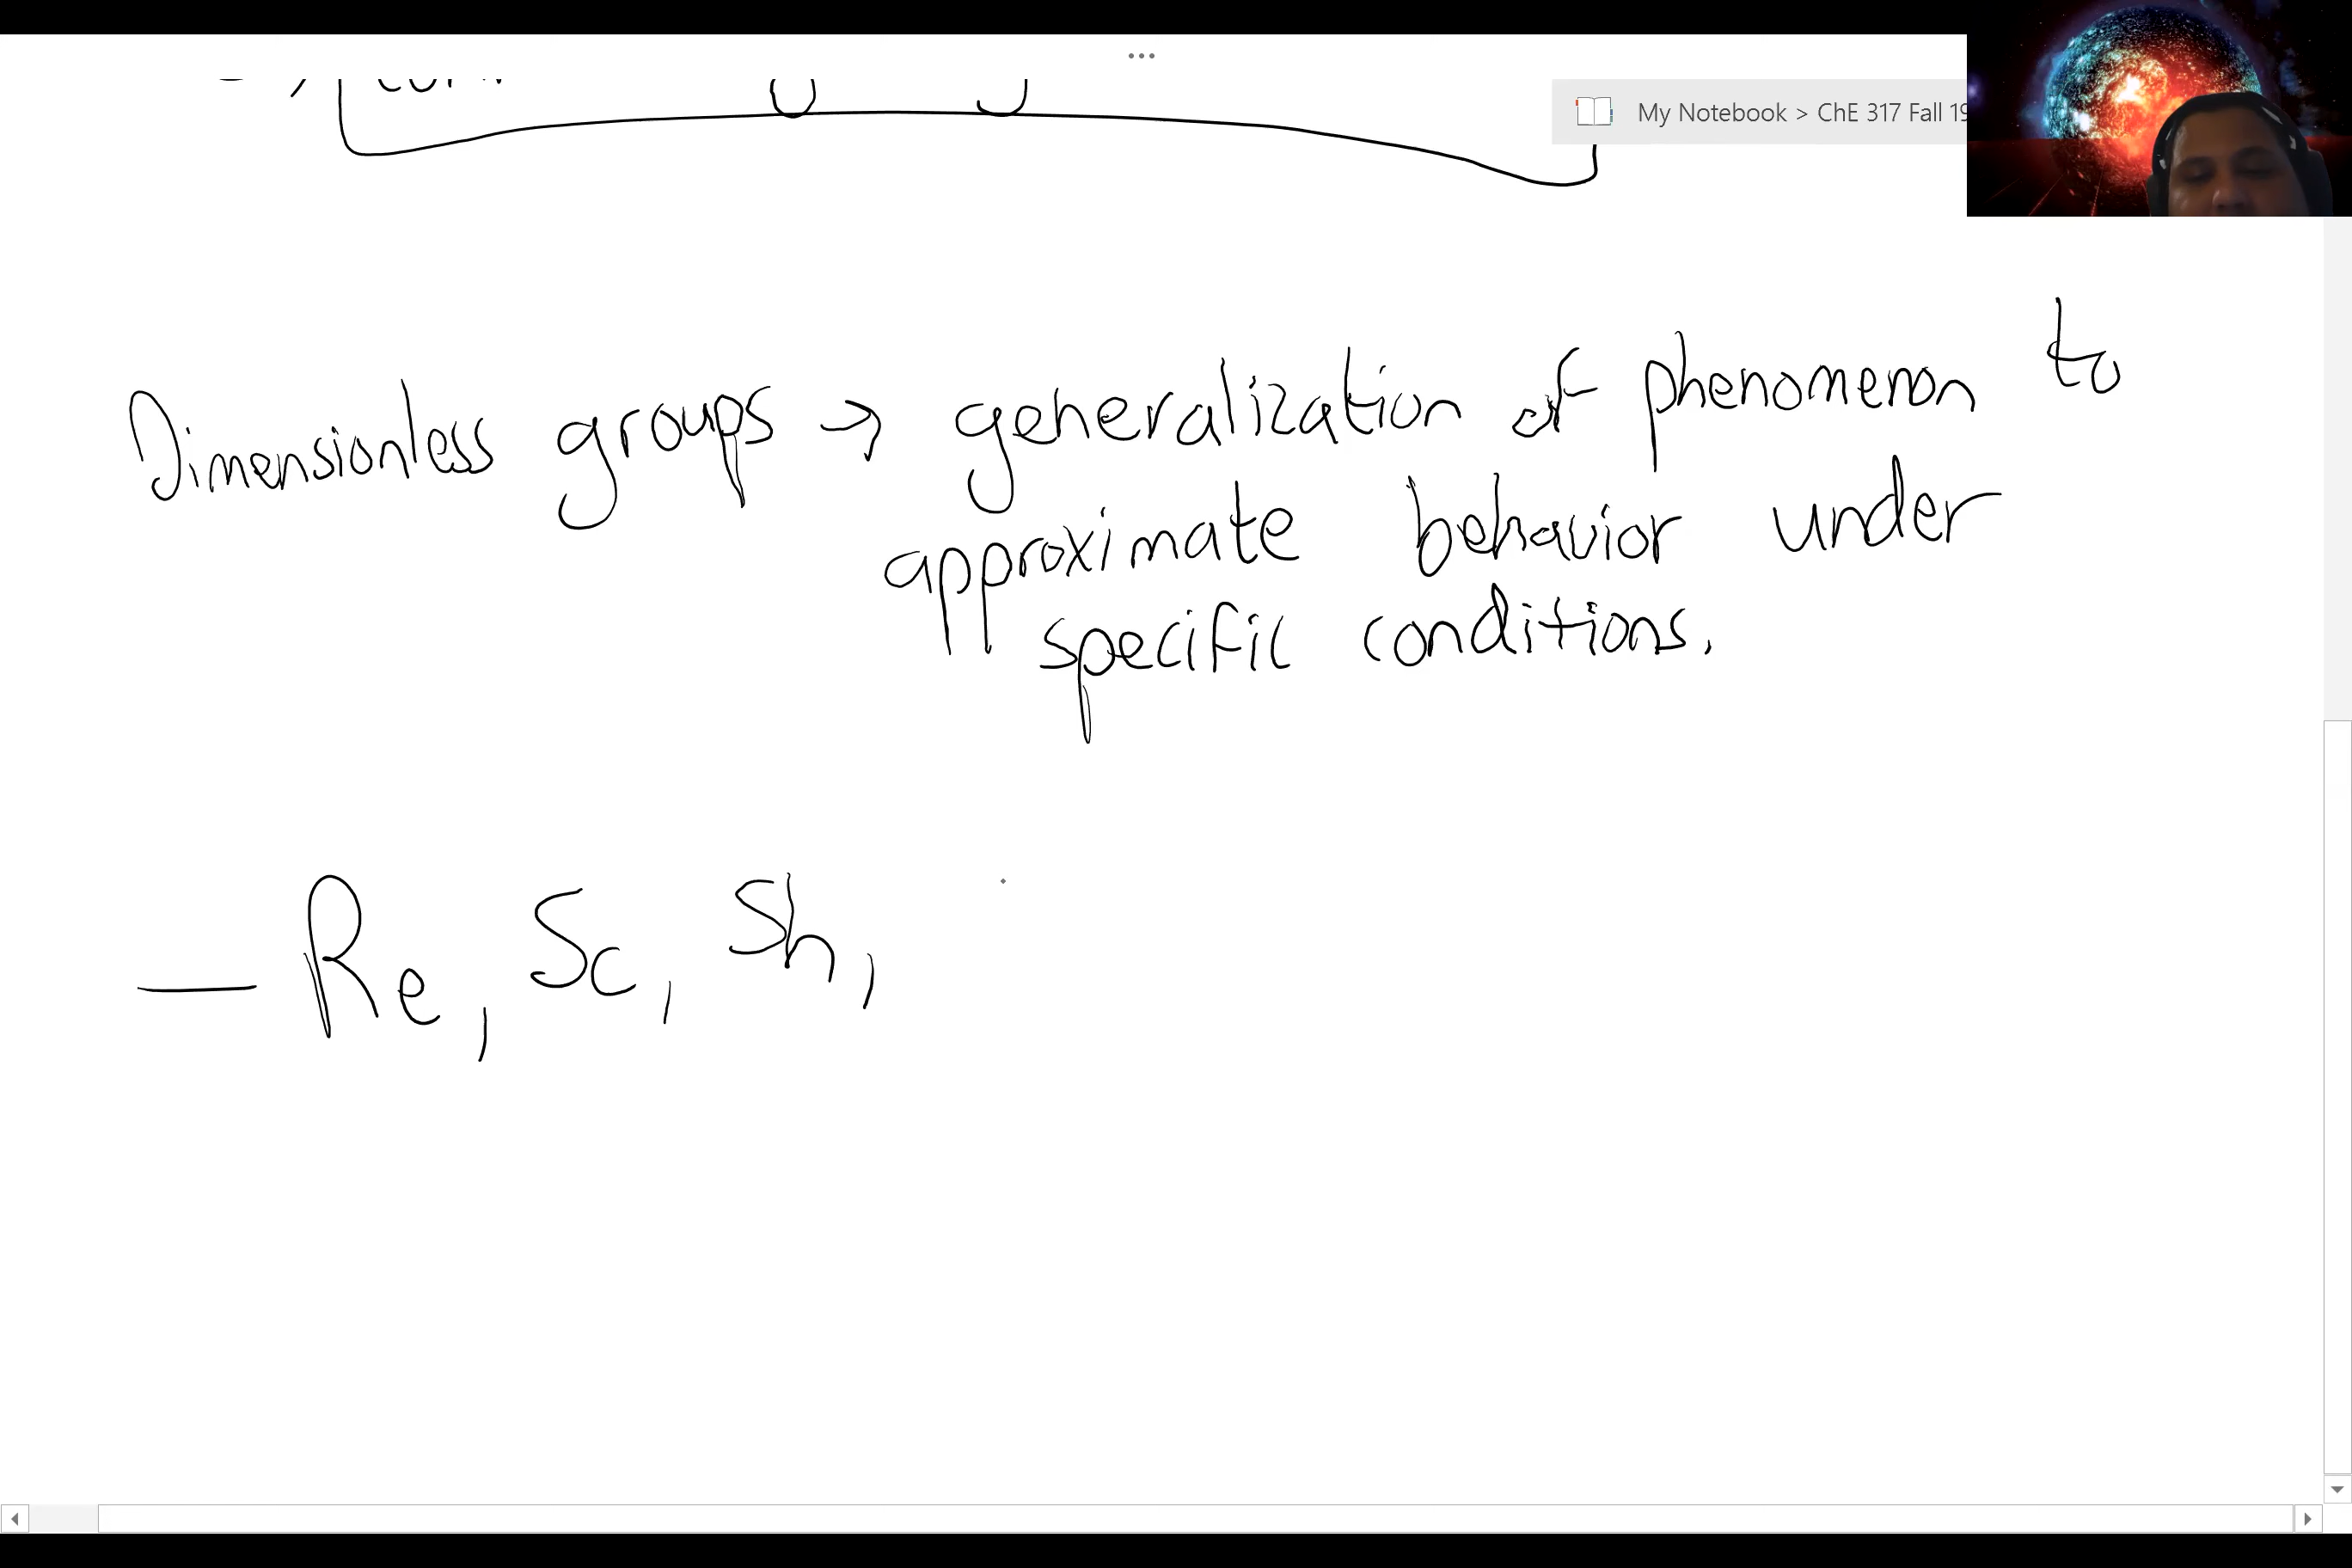 My Notebook > ChE 317 Fall 19
Dimensionless groups → generalization of phenomenon to
approximate behavior under
specific conditions.
— Re, Sc, Sh,